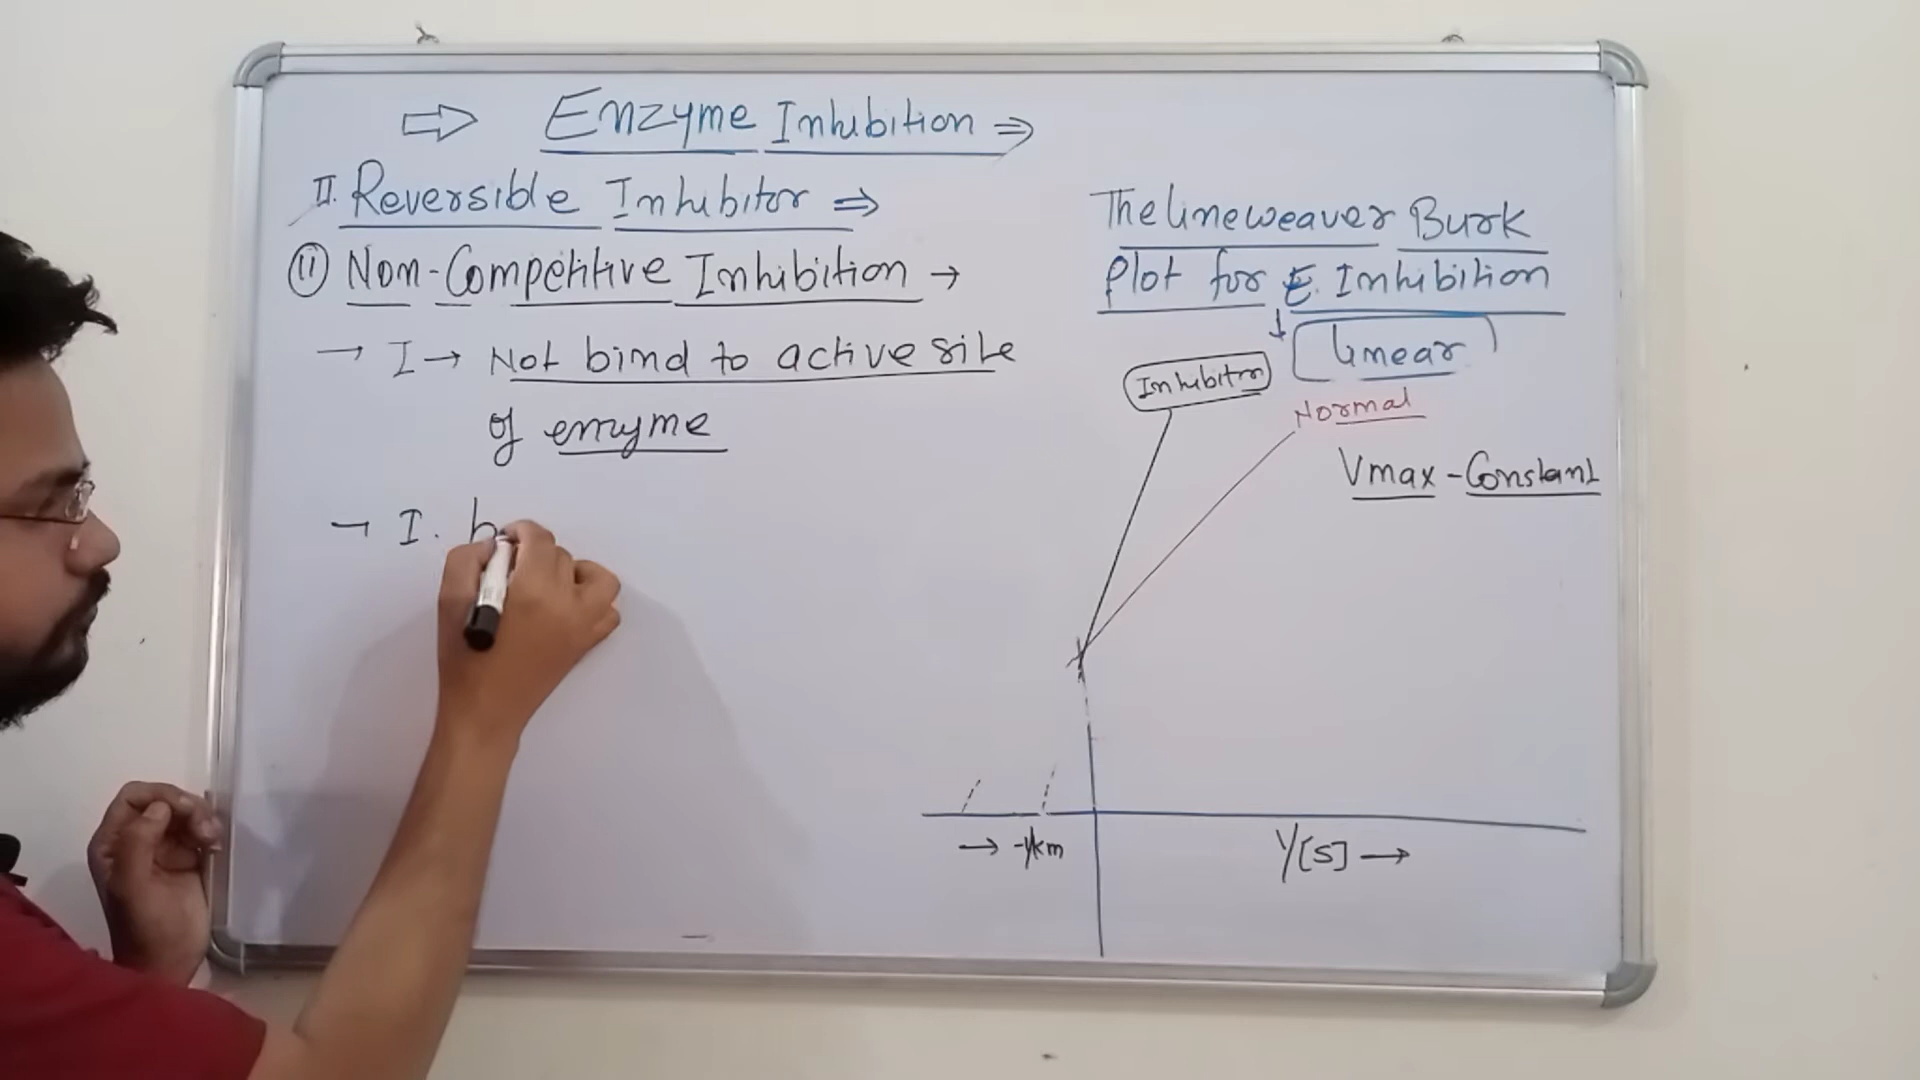 ⇒ Enzyme Inhibition ⇒
II. Reversible Inhibitor ⇒
(ii) Non-Competitive Inhibition →
→ I → Not bind to active site
of enzyme
→ I. b
The lineweaver Burk
Plot for E. Inhibition
↓ linear
Inhibitor
Normal
Vmax - Constant
→ -1/km
1/[S] →